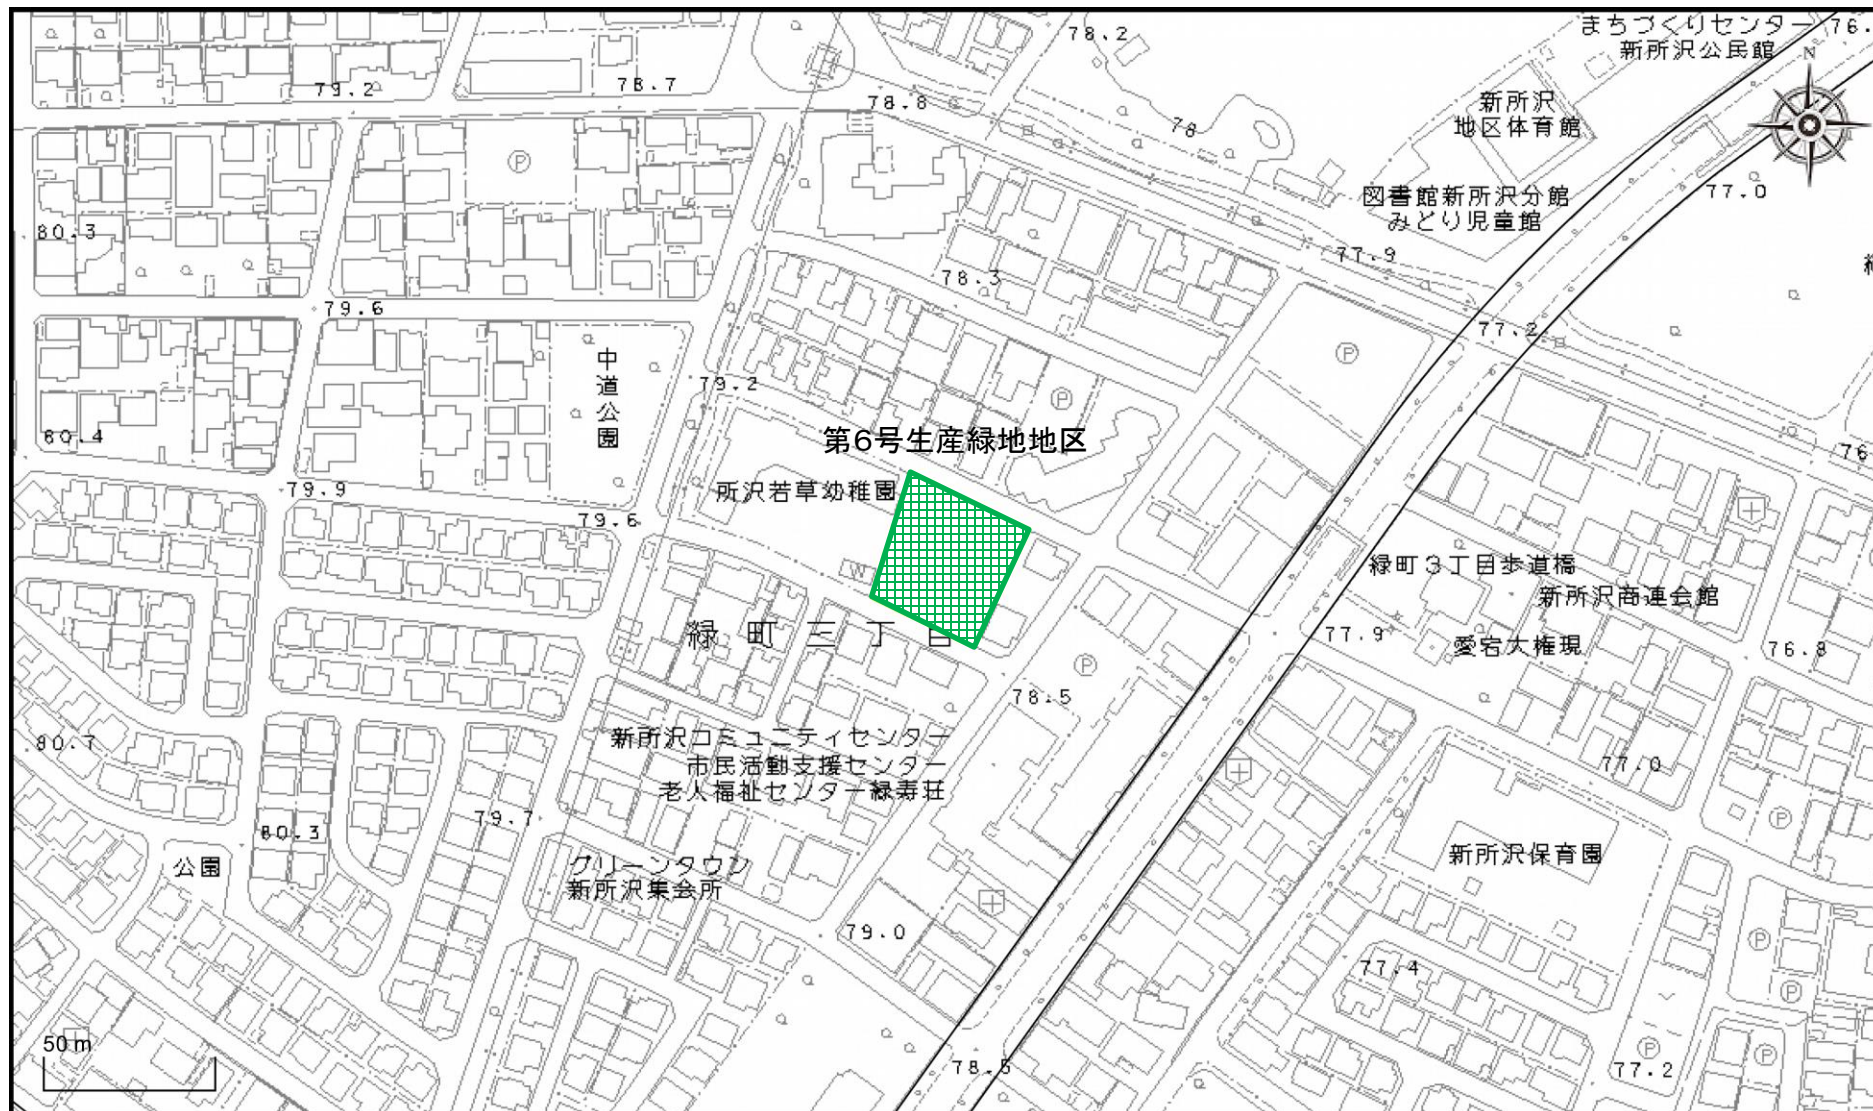 まちづくりセンター
新所沢公民館
76.
78.2
N
79.2
78.7
78.8
新所沢
地区体育館
78
P
77.0
図書館新所沢分館
みどり児童館
80.3
77.9
78.3
79.6
77.2
中道公園
P
79.2
P
80.4
第6号生産緑地地区
76
79.9
所沢若草幼稚園
79.6
緑町3丁目歩道橋
W
新所沢商連会館
緑町三丁目
77.9
愛宕大権現
76.8
P
78.5
80.7
新所沢コミュニティセンター
市民活動支援センター
老人福祉センター緑寿荘
77.0
79.7
80.3
P
公園
グリーンタウン
新所沢集会所
新所沢保育園
79.0
P
77.4
P
50m
P
P
78.5
77.2